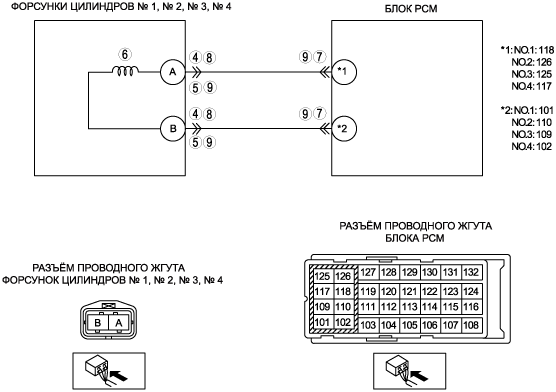 ФОРСУНКИ ЦИЛИНДРОВ № 1, № 2, № 3, № 4
БЛОК PCM
6
A
4 8
5 9
9 7
*1
B
4 8
5 9
9 7
*2
*1: NO.1: 118
NO.2: 126
NO.3: 125
NO.4: 117
*2: NO.1: 101
NO.2: 110
NO.3: 109
NO.4: 102
РАЗЪЁМ ПРОВОДНОГО ЖГУТА
ФОРСУНОК ЦИЛИНДРОВ № 1, № 2, № 3, № 4
B A
РАЗЪЁМ ПРОВОДНОГО ЖГУТА
БЛОКА PCM
125 126 127 128 129 130 131 132
117 118 119 120 121 122 123 124
109 110 111 112 113 114 115 116
101 102 103 104 105 106 107 108